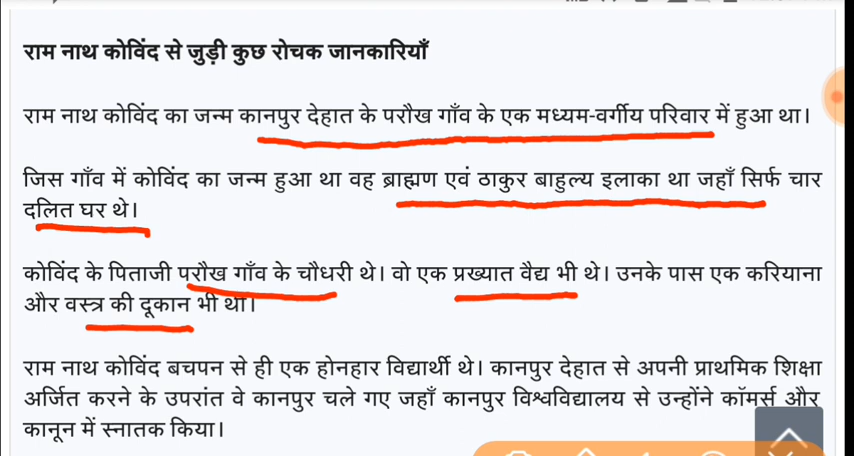 राम नाथ कोविंद से जुड़ी कुछ रोचक जानकारियाँ
राम नाथ कोविंद का जन्म कानपुर देहात के परौख गाँव के एक मध्यम-वर्गीय परिवार में हुआ था।
जिस गाँव में कोविंद का जन्म हुआ था वह ब्राह्मण एवं ठाकुर बाहुल्य इलाका था जहाँ सिर्फ चार
दलित घर थे।
कोविंद के पिताजी परौख गाँव के चौधरी थे। वो एक प्रख्यात वैद्य भी थे। उनके पास एक करियाना
और वस्त्र की दूकान भी थी।
राम नाथ कोविंद बचपन से ही एक होनहार विद्यार्थी थे। कानपुर देहात से अपनी प्राथमिक शिक्षा
अर्जित करने के उपरांत वे कानपुर चले गए जहाँ कानपुर विश्वविद्यालय से उन्होंने कॉमर्स और
कानून में स्नातक किया।